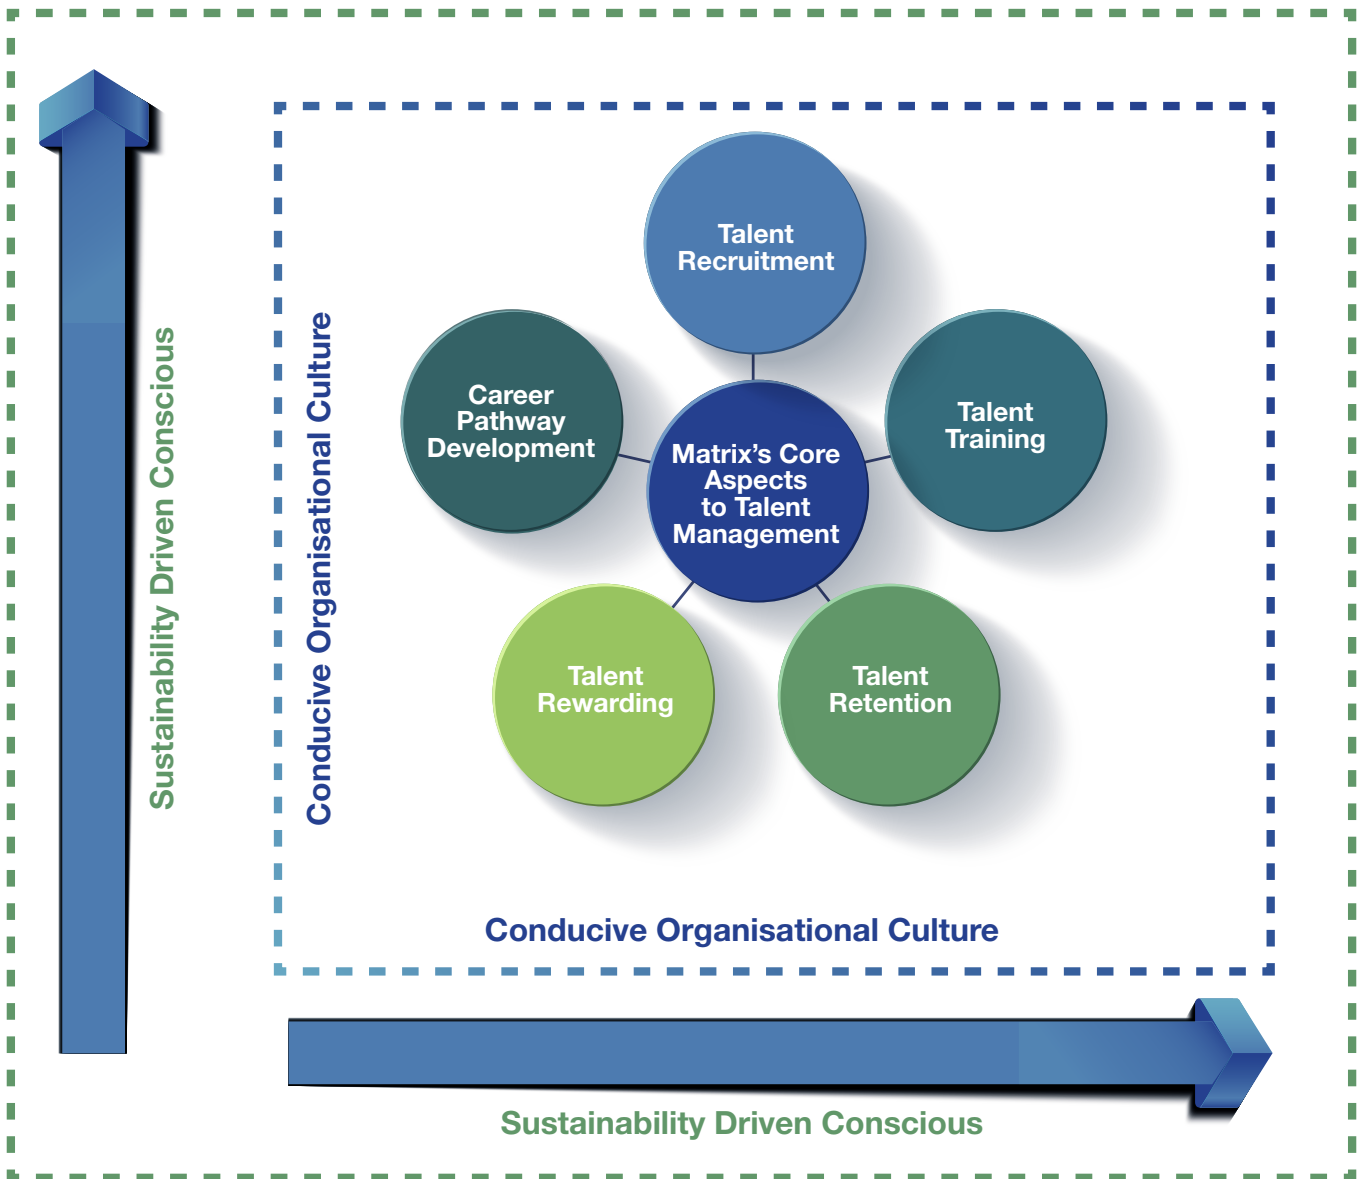 Sustainability Driven Conscious
Conducive Organisational Culture
Talent
Recruitment
Career
Pathway
Development
Matrix’s Core
Aspects
to Talent
Management
Talent
Training
Talent
Rewarding
Talent
Retention
Conducive Organisational Culture
Sustainability Driven Conscious